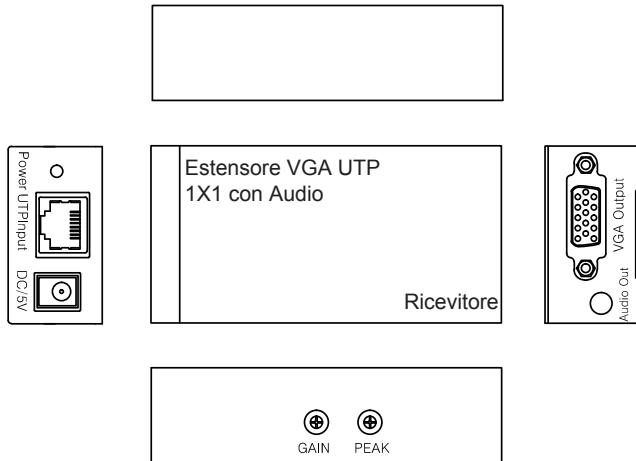 Power UTPInput
DC/5V
Estensore VGA UTP
1X1 con Audio
Ricevitore
VGA Output
Audio Out
GAIN PEAK